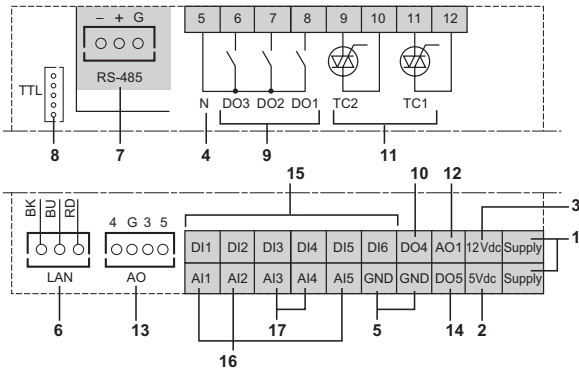 − + G
5 6 7 8 9 10 11 12
RS-485
TTL
N DO3 DO2 DO1 TC2 TC1
8 7 4 9 11
15 10 12 3
BK BU RD
4 G 3 5
DI1 DI2 DI3 DI4 DI5 DI6 DO4 AO1 12 Vdc Supply
1
LAN AO
AI1 AI2 AI3 AI4 AI5 GND GND DO5 5Vdc Supply
6 13 17 5 14 2
16